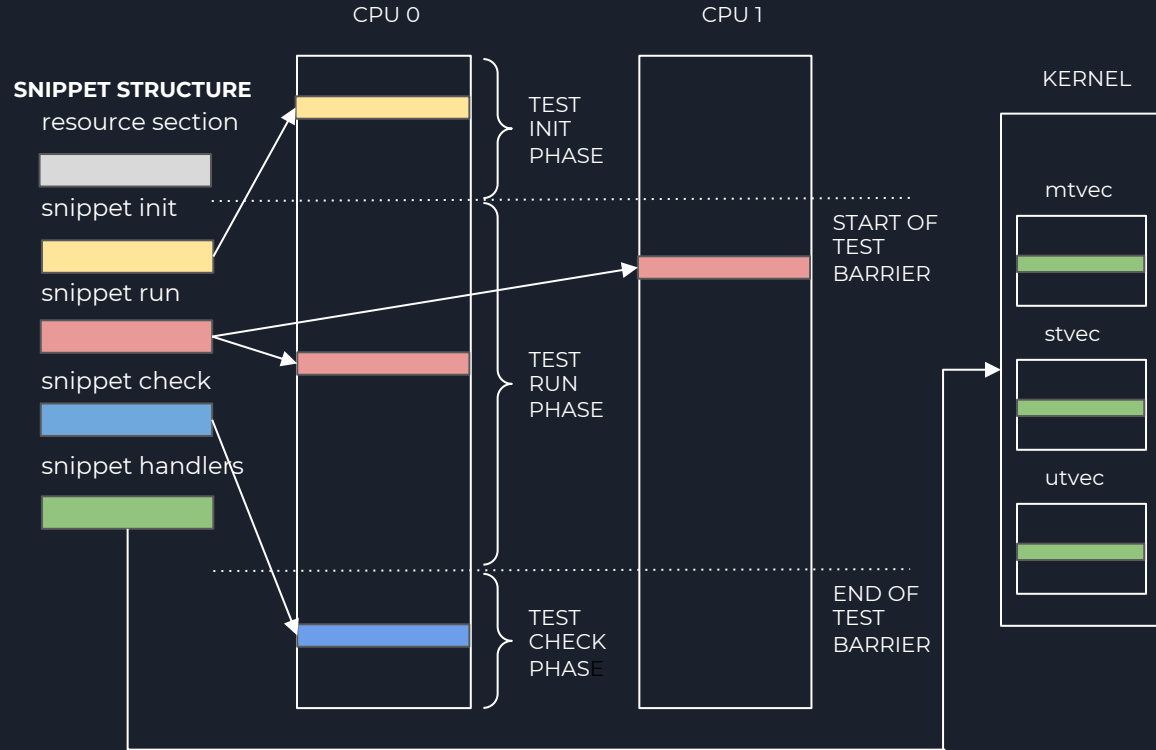 CPU 0
CPU 1
SNIPPET STRUCTURE
resource section
snippet init
snippet run
snippet check
snippet handlers
TEST
INIT
PHASE
TEST
RUN
PHASE
TEST
CHECK
PHASE
START OF
TEST
BARRIER
END OF
TEST
BARRIER
KERNEL
mtvec
stvec
utvec